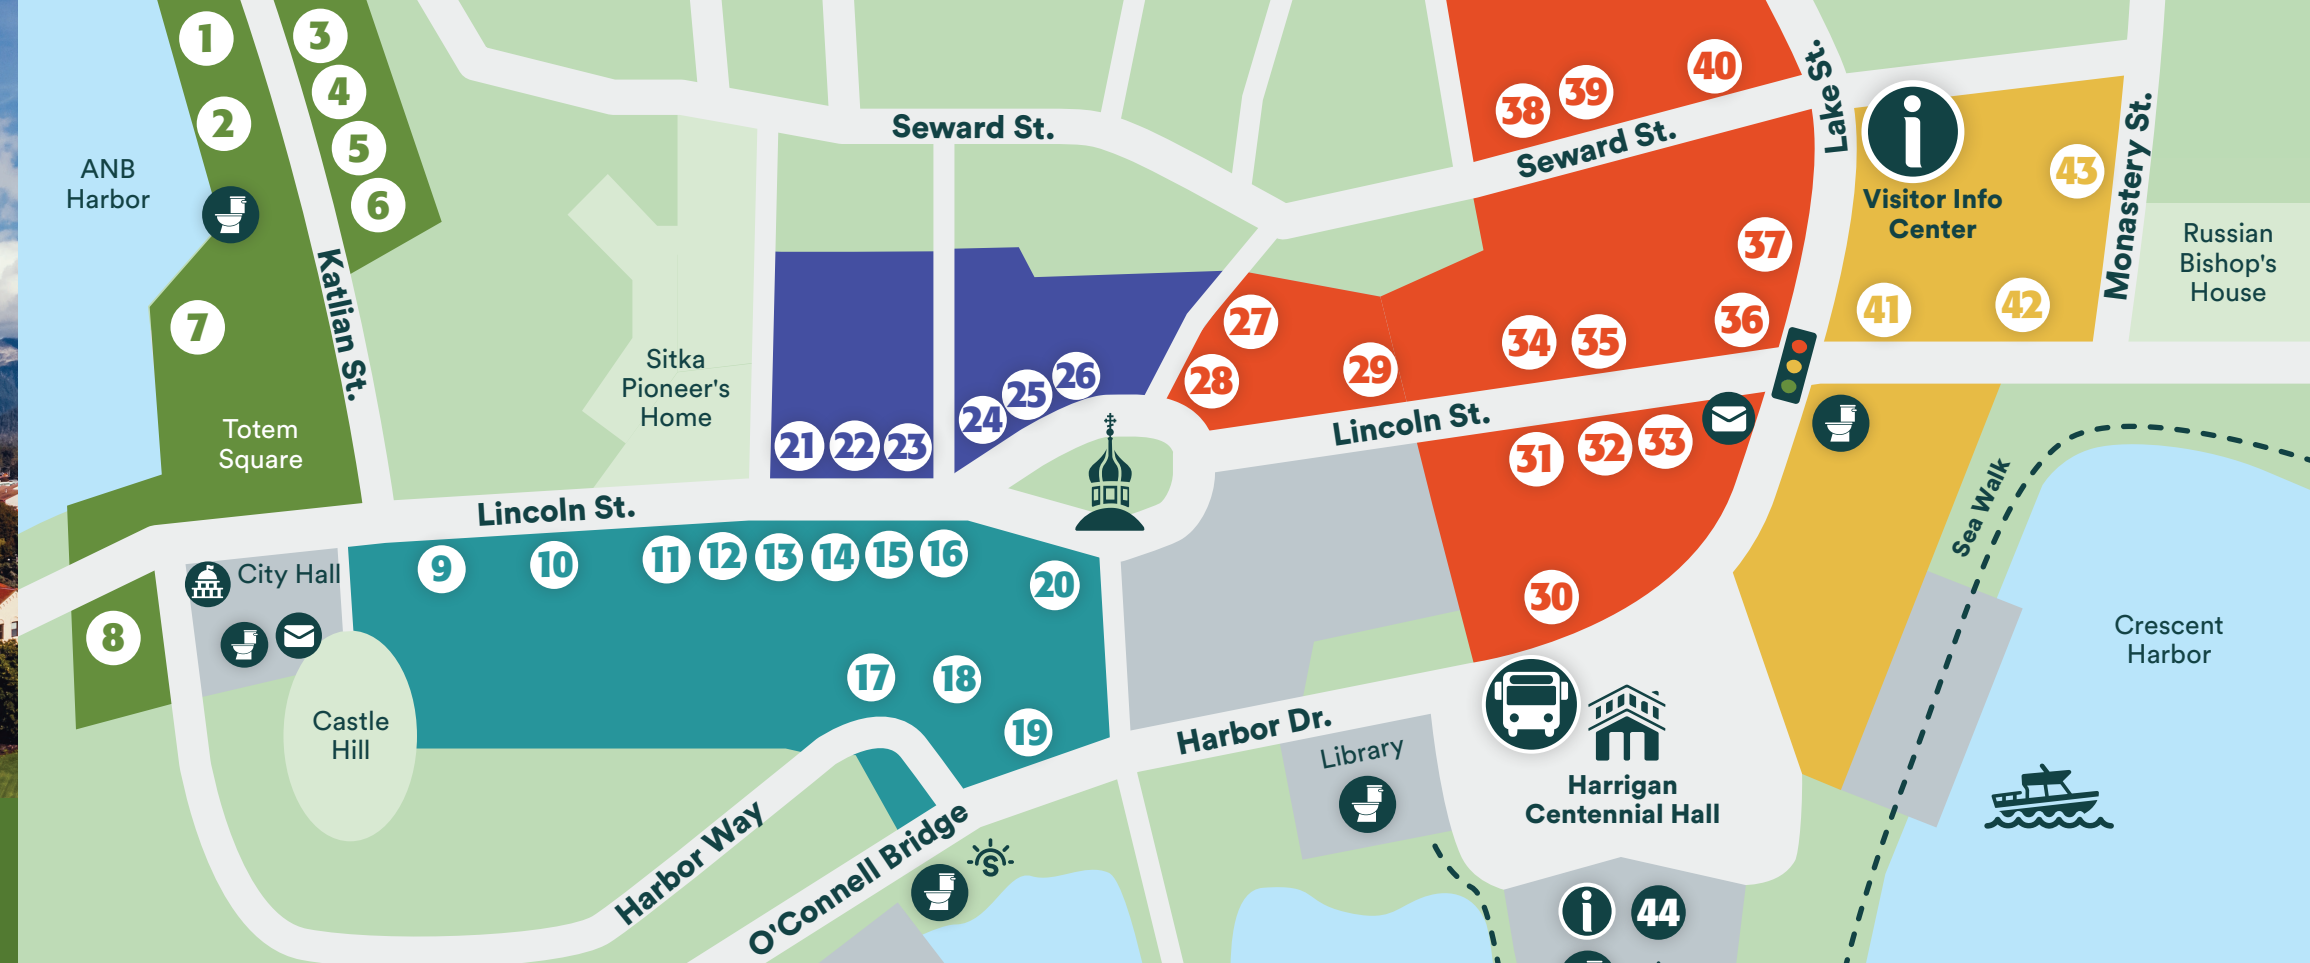 1
3
4
2
5
6
ANB
Harbor
7
Katlian St.
Totem
Square
8
Seward St.
Sitka
Pioneer's
Home
21
22
23
24
25
26
27
28
29
38
39
40
Seward St.
Lake St.
34
35
36
37
Visitor Info
Center
43
41
42
Monastery St.
Russian
Bishop's
House
Lincoln St.
Lincoln St.
31
32
33
30
City Hall
9
10
11
12
13
14
15
16
20
17
18
19
Castle
Hill
Sea Walk
Crescent
Harbor
Harbor Dr.
Library
Harrigan
Centennial Hall
Harbor Way
O'Connell Bridge
S
i
i
44